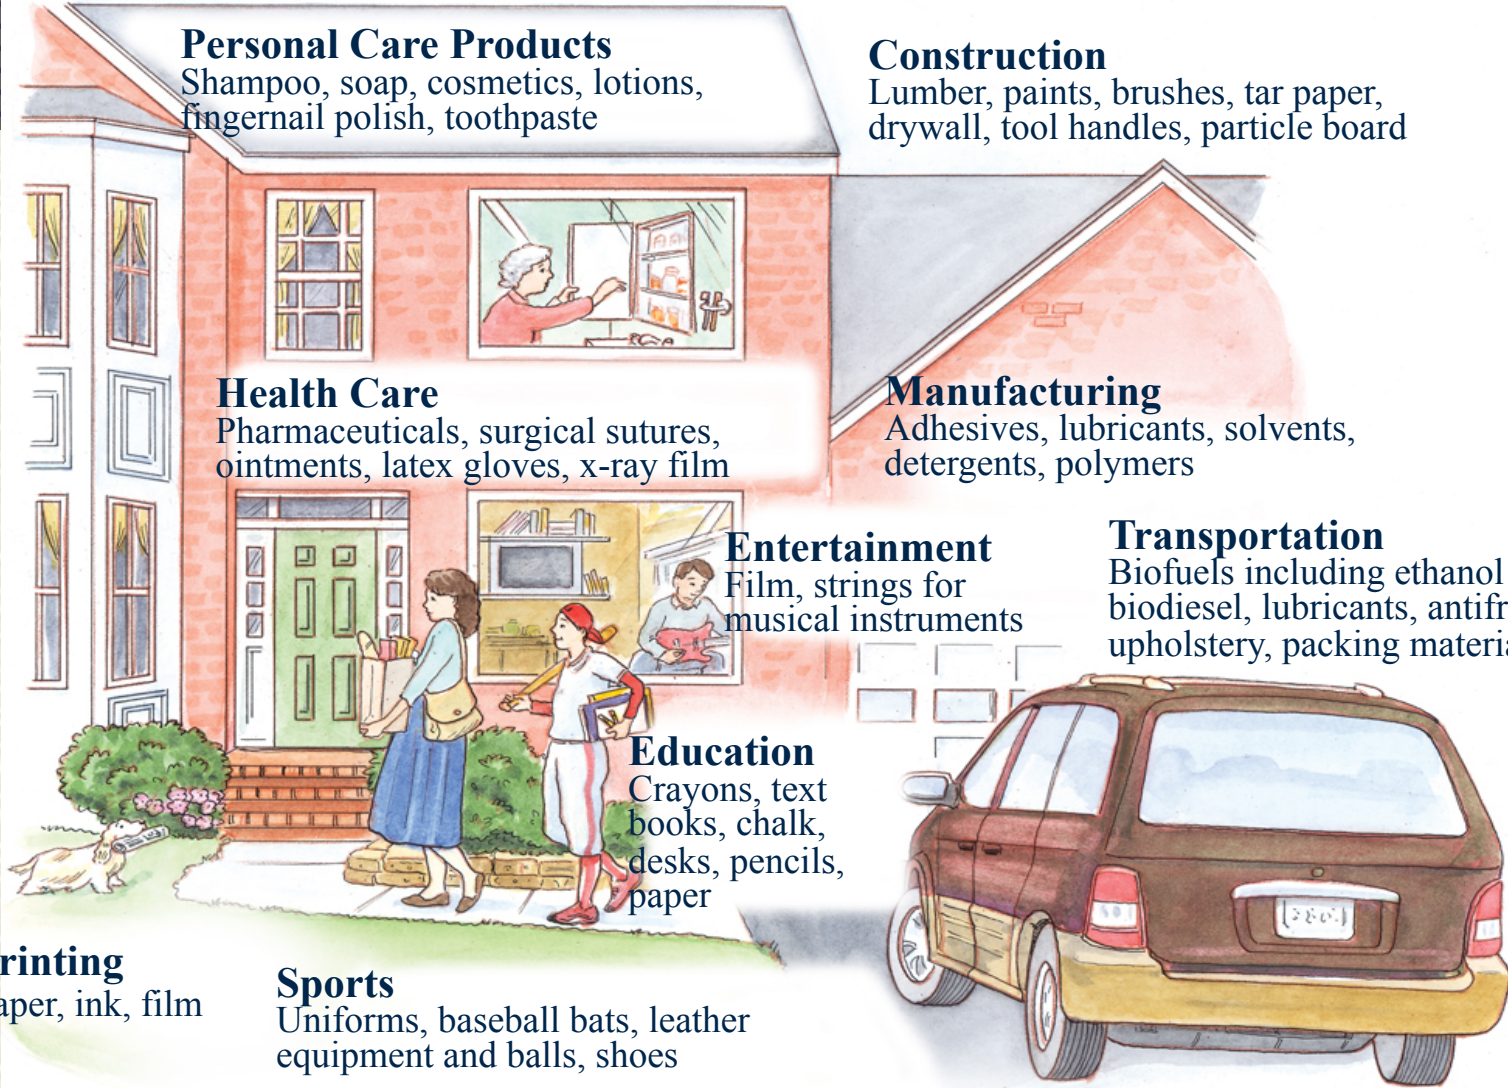 Personal Care Products
Shampoo, soap, cosmetics, lotions,
fingernail polish, toothpaste
Construction
Lumber, paints, brushes, tar paper,
drywall, tool handles, particle board
Health Care
Pharmaceuticals, surgical sutures,
ointments, latex gloves, x-ray film
Manufacturing
Adhesives, lubricants, solvents,
detergents, polymers
Entertainment
Film, strings for
musical instruments
Transportation
Biofuels including ethanol
biodiesel, lubricants, antifr
upholstery, packing materia
Education
Crayons, text
books, chalk,
desks, pencils,
paper
rinting
aper, ink, film
Sports
Uniforms, baseball bats, leather
equipment and balls, shoes